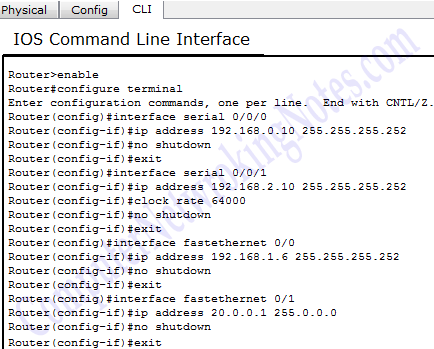 Physical Config CLI
IOS Command Line Interface
Router>enable
Router#configure terminal
Enter configuration commands, one per line.  End with CNTL/Z.
Router(config)#interface serial 0/0/0
Router(config-if)#ip address 192.168.0.10 255.255.255.252
Router(config-if)#no shutdown
Router(config-if)#exit
Router(config)#interface serial 0/0/1
Router(config-if)#ip address 192.168.2.10 255.255.255.252
Router(config-if)#clock rate 64000
Router(config-if)#no shutdown
Router(config-if)#exit
Router(config)#interface fastethernet 0/0
Router(config-if)#ip address 192.168.1.6 255.255.255.252
Router(config-if)#no shutdown
Router(config-if)#exit
Router(config)#interface fastethernet 0/1
Router(config-if)#ip address 20.0.0.1 255.0.0.0
Router(config-if)#no shutdown
Router(config-if)#exit
ComputerNetworkingNotes.com